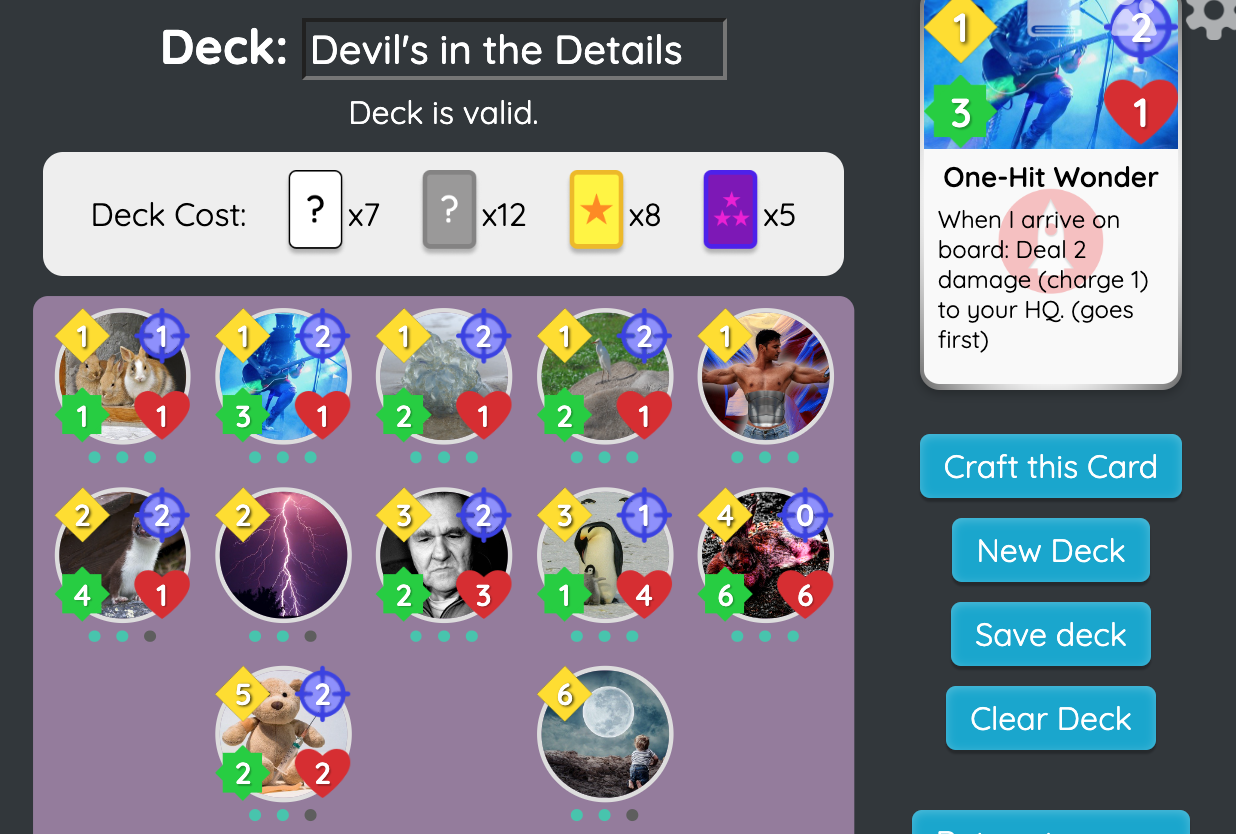 Deck: Devil's in the Details
Deck is valid.
Deck Cost: ? x7 ? x12 x8 x5
1 1 1 2 1 2 1 2 1
1 1 3 1 2 1 2 1
2 2 2 3 2 3 1 4 0
4 1 2 3 1 4 6 6
5 2 6
2 2
1 2
3 1
One-Hit Wonder
When I arrive on
board: Deal 2
damage (charge 1)
to your HQ. (goes
first)
Craft this Card
New Deck
Save deck
Clear Deck